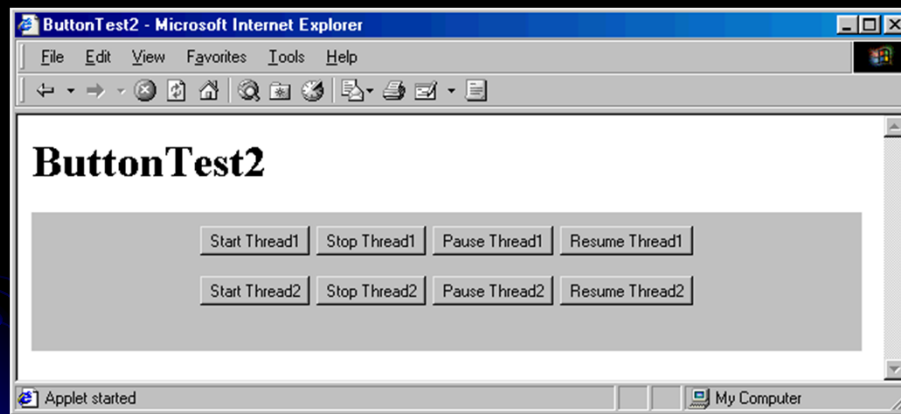 ButtonTest2 - Microsoft Internet Explorer
File Edit View Favorites Tools Help
ButtonTest2
Start Thread1 Stop Thread1 Pause Thread1 Resume Thread1
Start Thread2 Stop Thread2 Pause Thread2 Resume Thread2
Applet started My Computer